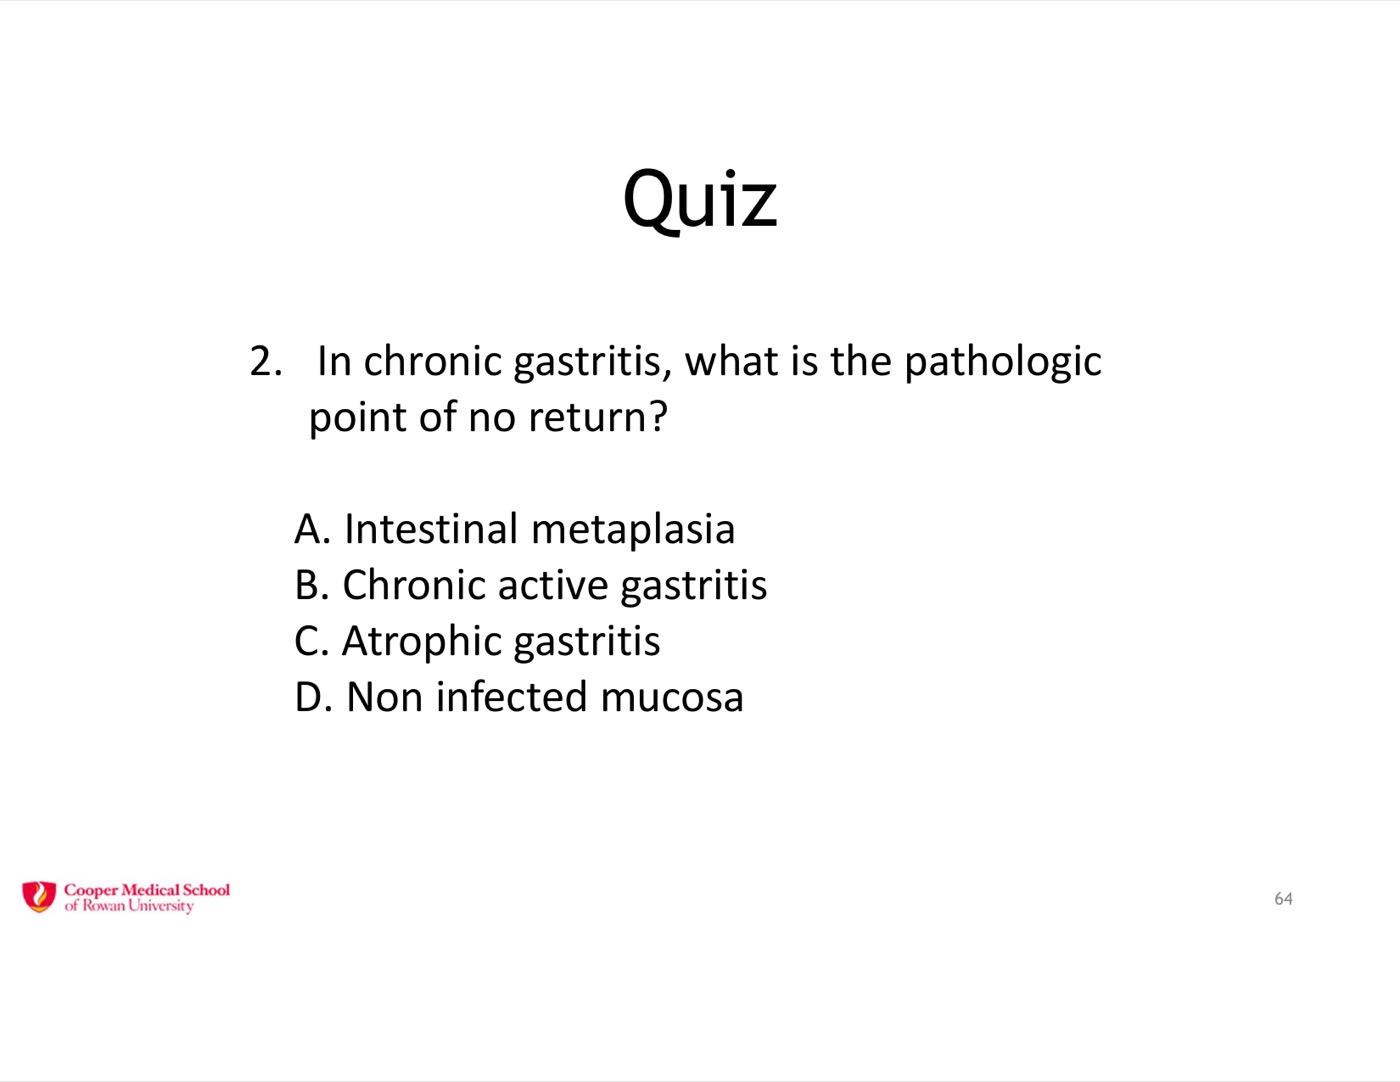 Quiz
2. In chronic gastritis, what is the pathologic
point of no return?
A. Intestinal metaplasia
B. Chronic active gastritis
C. Atrophic gastritis
D. Non infected mucosa
Cooper Medical School
of Rowan University
64